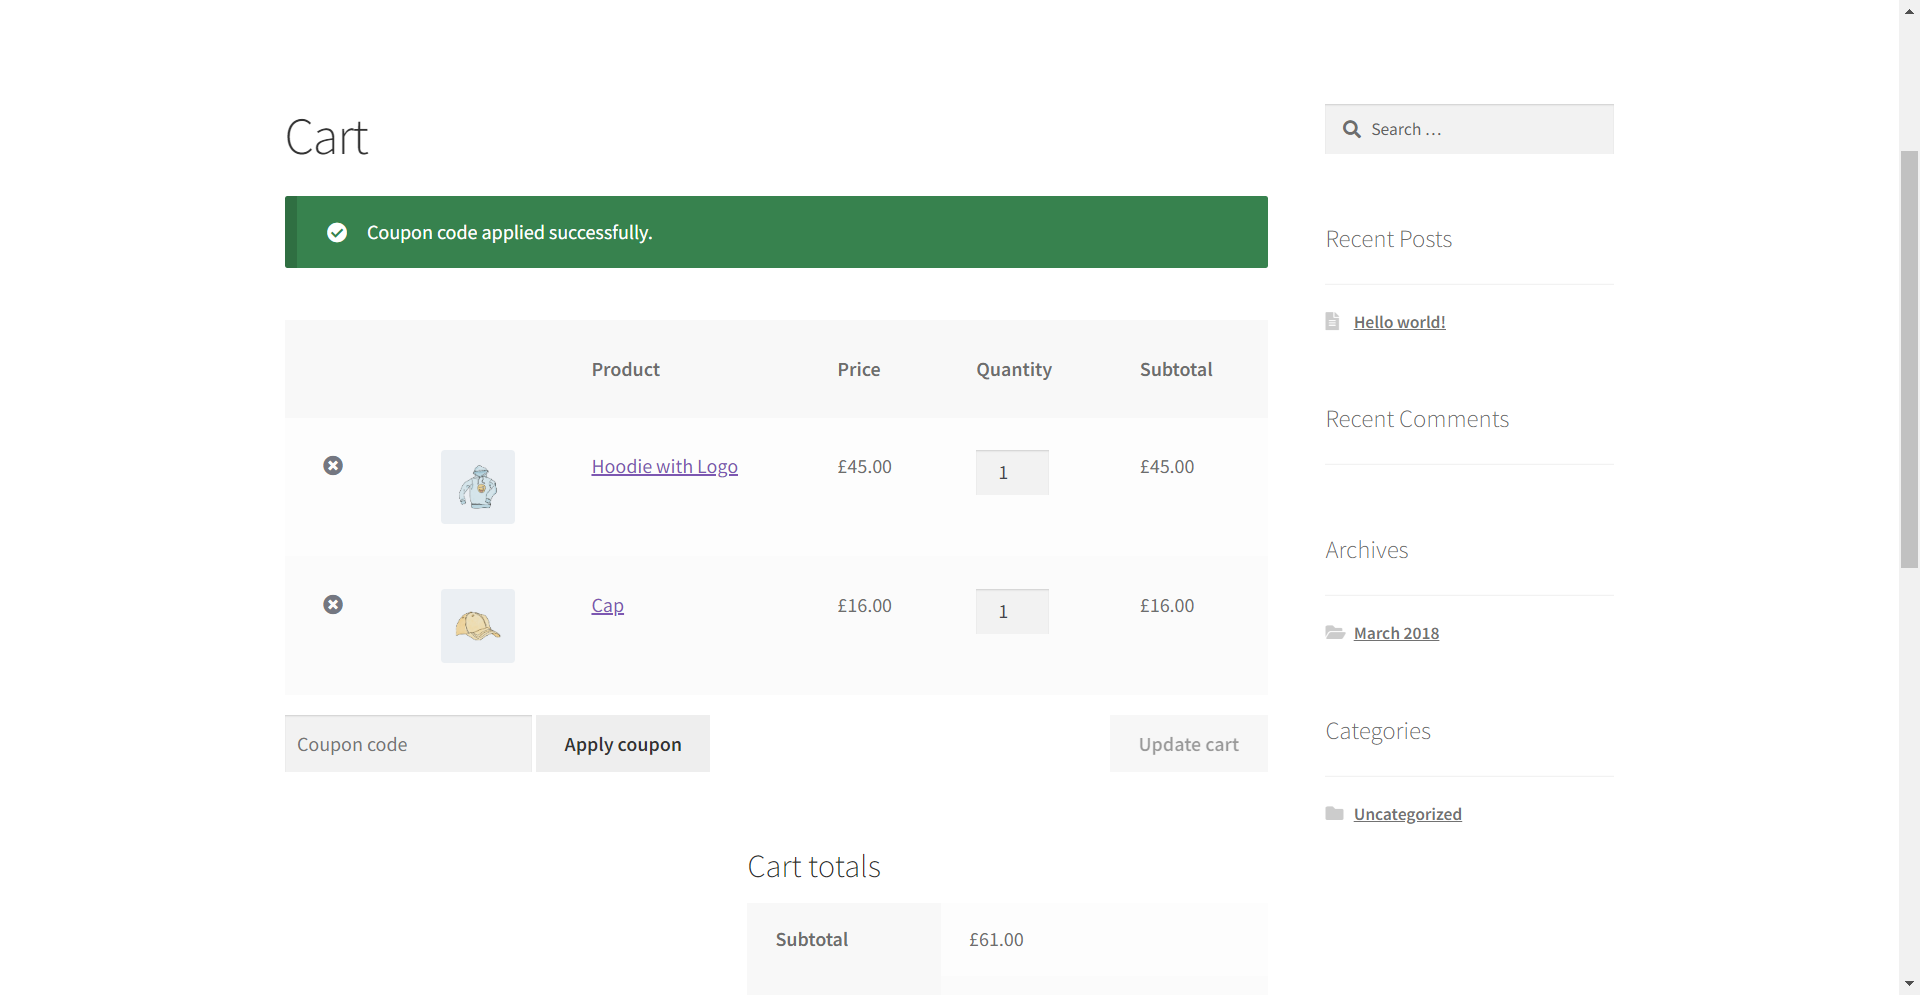 Cart
Search …
Coupon code applied successfully.
Recent Posts
Hello world!
Product Price Quantity Subtotal
Recent Comments
Hoodie with Logo £45.00 1 £45.00
Archives
Cap £16.00 1 £16.00
March 2018
Coupon code Apply coupon Update cart
Categories
Uncategorized
Cart totals
Subtotal £61.00